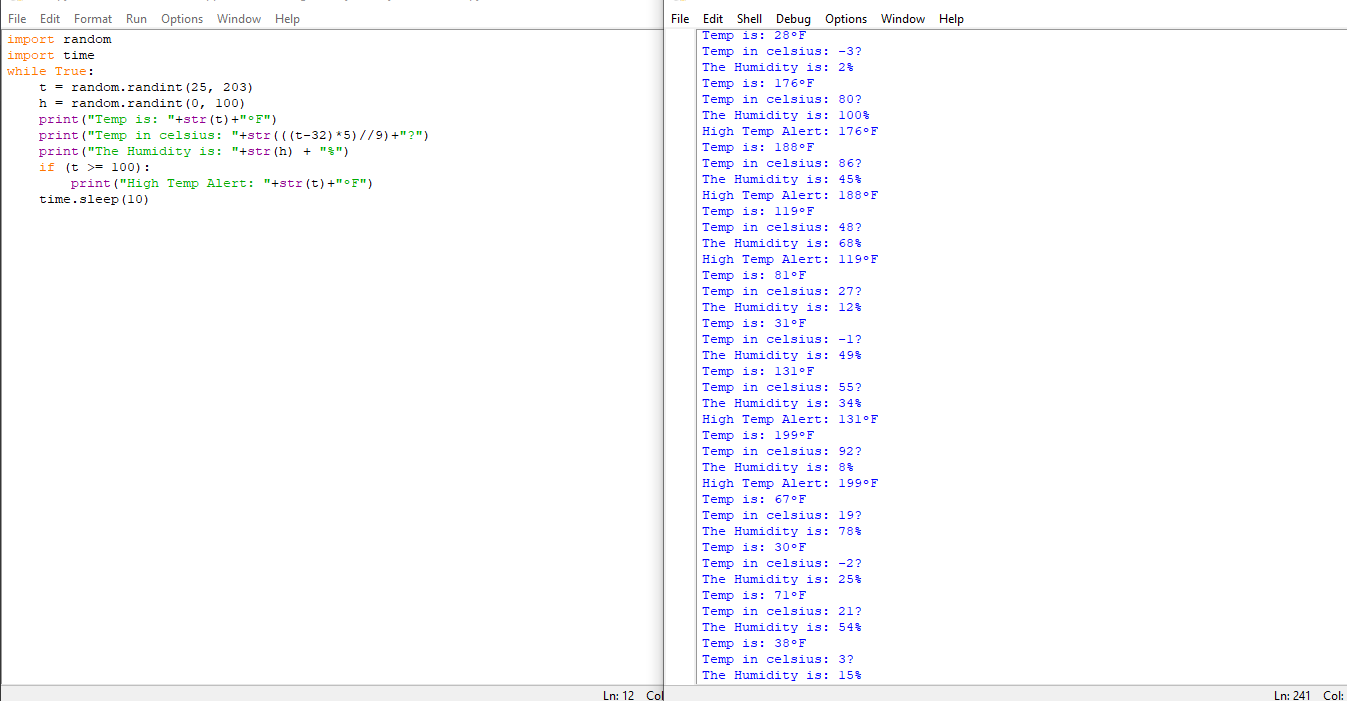 File Edit Format Run Options Window Help
import random
import time
while True:
    t = random.randint(25, 203)
    h = random.randint(0, 100)
    print("Temp is: "+str(t)+"°F")
    print("Temp in celsius: "+str(((t-32)*5)//9)+"?")
    print("The Humidity is: "+str(h) + "%")
    if (t >= 100):
        print("High Temp Alert: "+str(t)+"°F")
    time.sleep(10)
Ln: 12 Col
File Edit Shell Debug Options Window Help
Temp is: 28°F
Temp in celsius: -3?
The Humidity is: 2%
Temp is: 176°F
Temp in celsius: 80?
The Humidity is: 100%
High Temp Alert: 176°F
Temp is: 188°F
Temp in celsius: 86?
The Humidity is: 45%
High Temp Alert: 188°F
Temp is: 119°F
Temp in celsius: 48?
The Humidity is: 68%
High Temp Alert: 119°F
Temp is: 81°F
Temp in celsius: 27?
The Humidity is: 12%
Temp is: 31°F
Temp in celsius: -1?
The Humidity is: 49%
Temp is: 131°F
Temp in celsius: 55?
The Humidity is: 34%
High Temp Alert: 131°F
Temp is: 199°F
Temp in celsius: 92?
The Humidity is: 8%
High Temp Alert: 199°F
Temp is: 67°F
Temp in celsius: 19?
The Humidity is: 78%
Temp is: 30°F
Temp in celsius: -2?
The Humidity is: 25%
Temp is: 71°F
Temp in celsius: 21?
The Humidity is: 54%
Temp is: 38°F
Temp in celsius: 3?
The Humidity is: 15%
Ln: 241 Col: